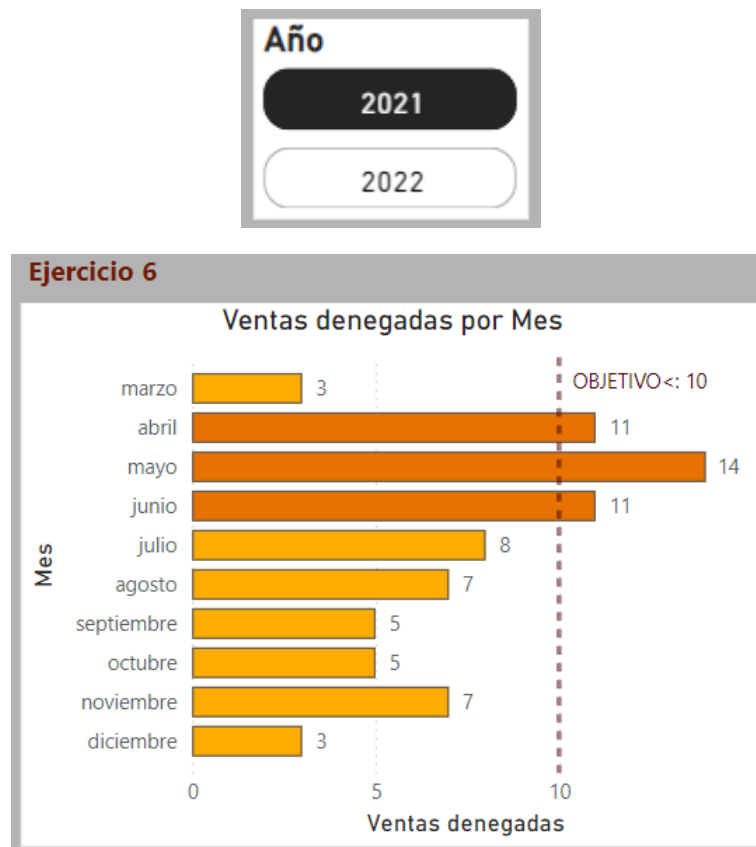 Año
2021
2022
Ejercicio 6
Ventas denegadas por Mes
OBJETIVO<: 10
marzo 3
abril 11
mayo 14
junio 11
julio 8
agosto 7
septiembre 5
octubre 5
noviembre 7
diciembre 3
Mes
0 5 10
Ventas denegadas